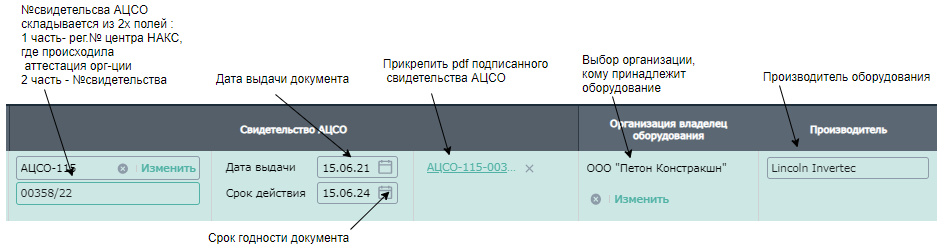 №свидетельсва АЦСО
складывается из 2х полей :
1 часть- рег.№ центра НАКС,
где происходила
аттестация орг-ции
2 часть - №свидетельства
Дата выдачи документа
Прикрепить pdf подписанного
свидетельства АЦСО
Выбор организации,
кому принадлежит
оборудование
Производитель оборудования
Свидетельство АЦСО
Организация владелец
оборудования
Производитель
АЦСО-115
Изменить
00358/22
Дата выдачи
15.06.21
Срок действия
15.06.24
АЦСО-115-003...
ООО "Петон Констракшн"
Изменить
Lincoln Invertec
Срок годности документа